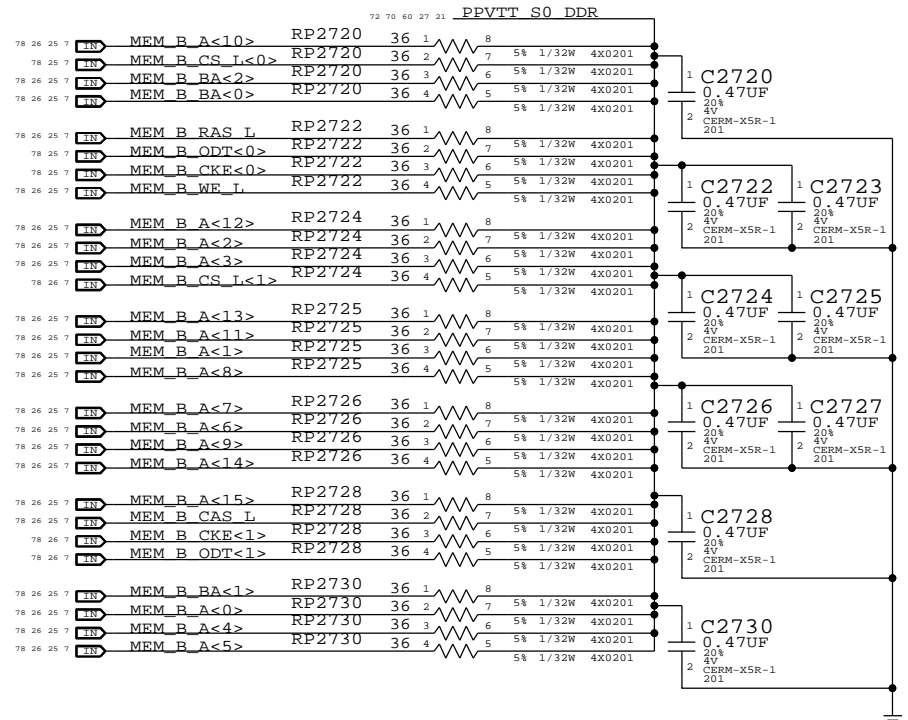 72 70 60 27 21 PPVTT_S0_DDR
78 26 25 7 IN MEM_B_A<10> RP2720 36 1 8 5% 1/32W 4X0201
78 25 7 IN MEM_B_CS_L<0> RP2720 36 2 7 5% 1/32W 4X0201
78 26 25 7 IN MEM_B_BA<2> RP2720 36 3 6 5% 1/32W 4X0201
78 26 25 7 IN MEM_B_BA<0> RP2720 36 4 5 5% 1/32W 4X0201
78 26 25 7 IN MEM_B_RAS_L RP2722 36 1 8 5% 1/32W 4X0201
78 25 7 IN MEM_B_ODT<0> RP2722 36 2 7 5% 1/32W 4X0201
78 25 7 IN MEM_B_CKE<0> RP2722 36 3 6 5% 1/32W 4X0201
78 26 25 7 IN MEM_B_WE_L RP2722 36 4 5 5% 1/32W 4X0201
78 26 25 7 IN MEM_B_A<12> RP2724 36 1 8 5% 1/32W 4X0201
78 26 25 7 IN MEM_B_A<2> RP2724 36 2 7 5% 1/32W 4X0201
78 26 25 7 IN MEM_B_A<3> RP2724 36 3 6 5% 1/32W 4X0201
78 26 7 IN MEM_B_CS_L<1> RP2724 36 4 5 5% 1/32W 4X0201
78 26 25 7 IN MEM_B_A<13> RP2725 36 1 8 5% 1/32W 4X0201
78 26 25 7 IN MEM_B_A<11> RP2725 36 2 7 5% 1/32W 4X0201
78 26 25 7 IN MEM_B_A<1> RP2725 36 3 6 5% 1/32W 4X0201
78 26 25 7 IN MEM_B_A<8> RP2725 36 4 5 5% 1/32W 4X0201
78 26 25 7 IN MEM_B_A<7> RP2726 36 1 8 5% 1/32W 4X0201
78 26 25 7 IN MEM_B_A<6> RP2726 36 2 7 5% 1/32W 4X0201
78 26 25 7 IN MEM_B_A<9> RP2726 36 3 6 5% 1/32W 4X0201
78 26 25 7 IN MEM_B_A<14> RP2726 36 4 5 5% 1/32W 4X0201
78 26 25 7 IN MEM_B_A<15> RP2728 36 1 8 5% 1/32W 4X0201
78 26 25 7 IN MEM_B_CAS_L RP2728 36 2 7 5% 1/32W 4X0201
78 26 7 IN MEM_B_CKE<1> RP2728 36 3 6 5% 1/32W 4X0201
78 26 7 IN MEM_B_ODT<1> RP2728 36 4 5 5% 1/32W 4X0201
78 26 25 7 IN MEM_B_BA<1> RP2730 36 1 8 5% 1/32W 4X0201
78 26 25 7 IN MEM_B_A<0> RP2730 36 2 7 5% 1/32W 4X0201
78 26 25 7 IN MEM_B_A<4> RP2730 36 3 6 5% 1/32W 4X0201
78 26 25 7 IN MEM_B_A<5> RP2730 36 4 5 5% 1/32W 4X0201
1 C2720
0.47UF
20%
4V
2 CERM-X5R-1
201
1 C2722 1 C2723
0.47UF 0.47UF
20% 20%
4V 4V
2 CERM-X5R-1 2 CERM-X5R-1
201 201
1 C2724 1 C2725
0.47UF 0.47UF
20% 20%
4V 4V
2 CERM-X5R-1 2 CERM-X5R-1
201 201
1 C2726 1 C2727
0.47UF 0.47UF
20% 20%
4V 4V
2 CERM-X5R-1 2 CERM-X5R-1
201 201
1 C2728
0.47UF
20%
4V
2 CERM-X5R-1
201
1 C2730
0.47UF
20%
4V
2 CERM-X5R-1
201